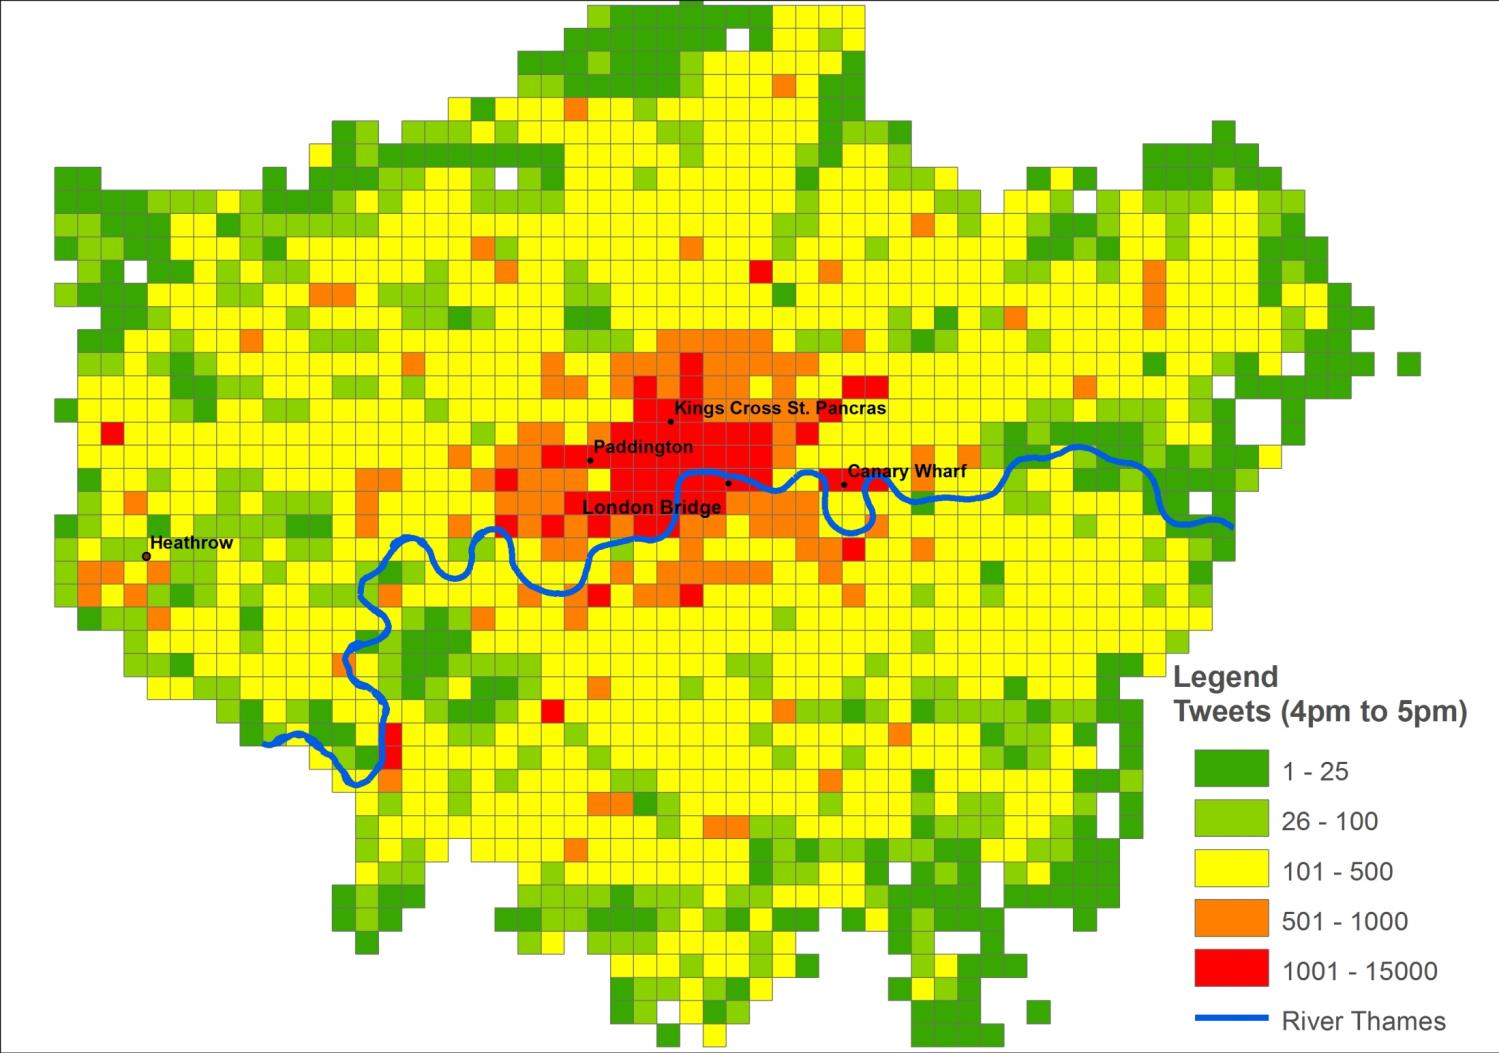 Kings Cross St. Pancras
Paddington
Canary Wharf
London Bridge
Heathrow
Legend
Tweets (4pm to 5pm)
1 - 25
26 - 100
101 - 500
501 - 1000
1001 - 15000
River Thames